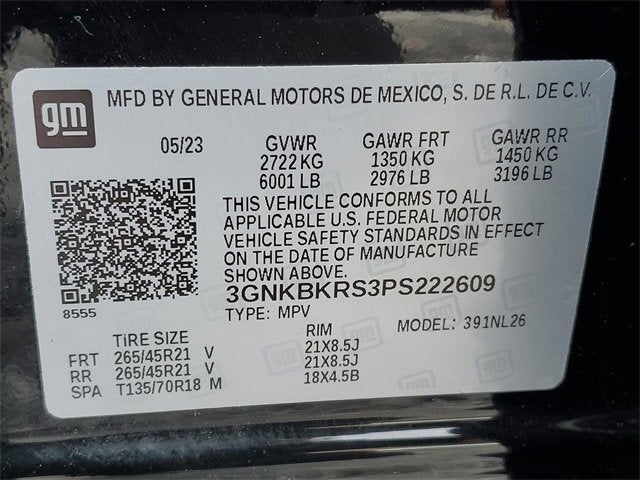 gm
MFD BY GENERAL MOTORS DE MEXICO, S. DE R.L. DE C.V.
05/23 GVWR GAWR FRT GAWR RR
2722 KG 1350 KG 1450 KG
6001 LB 2976 LB 3196 LB
THIS VEHICLE CONFORMS TO ALL
APPLICABLE U.S. FEDERAL MOTOR
VEHICLE SAFETY STANDARDS IN EFFECT
ON THE DATE OF MANUFACTURE
SHOWN ABOVE.
3GNKBKRS3PS222609
8555
TYPE: MPV MODEL: 391NL26
TIRE SIZE RIM
FRT 265/45R21 V 21X8.5J
RR 265/45R21 V 21X8.5J
SPA T135/70R18 M 18X4.5B